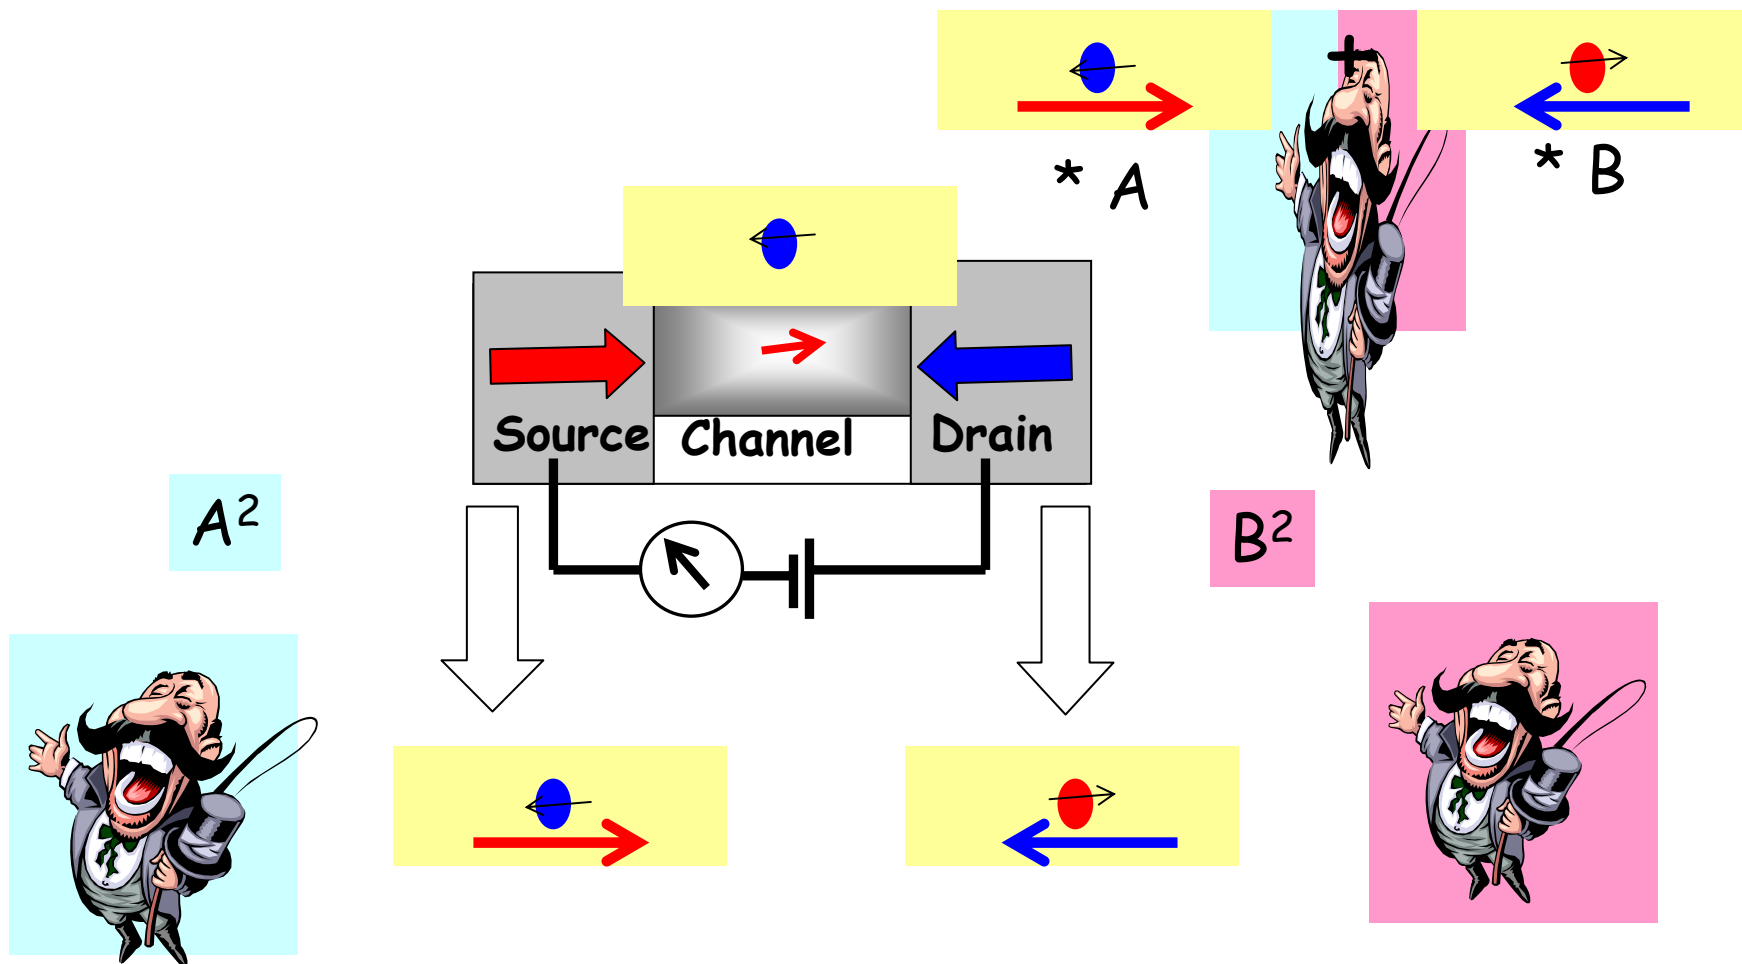 +
* A
* B
Source Channel Drain
A²
B²